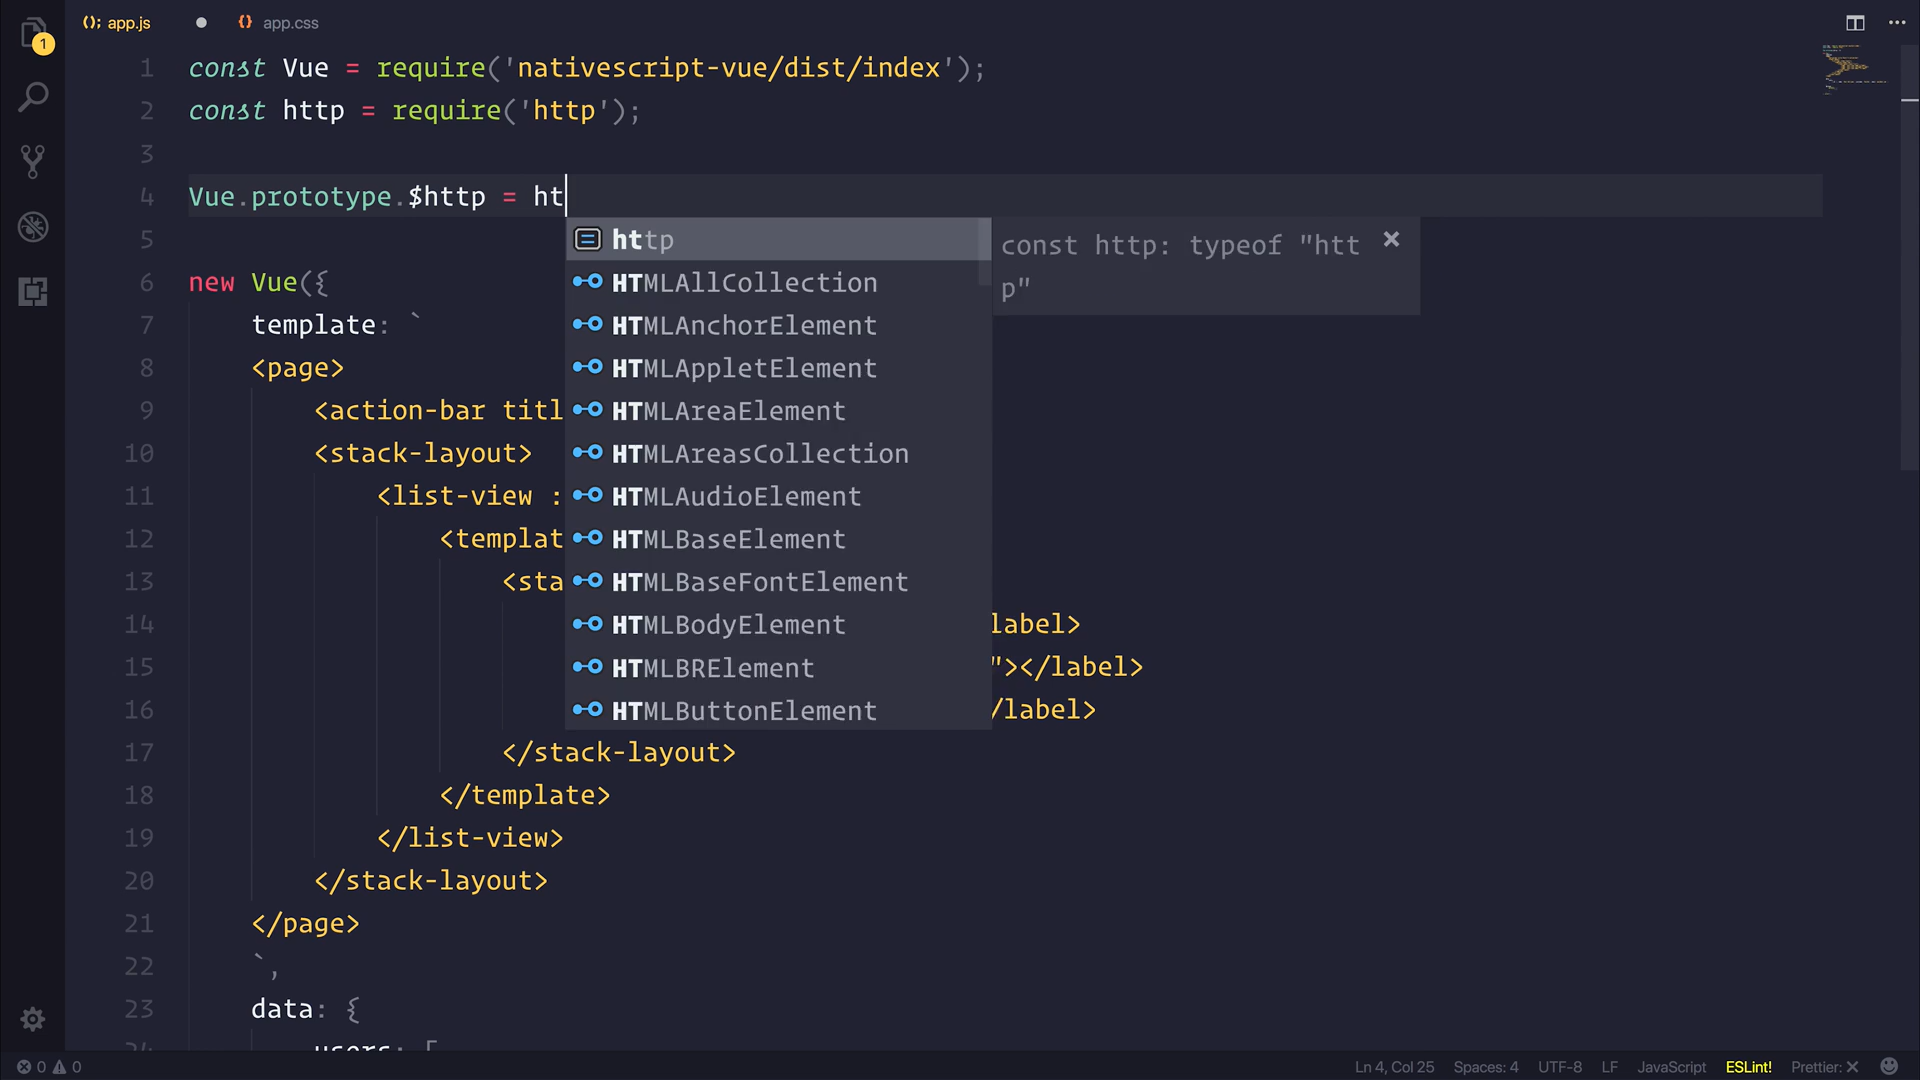 1
app.js
app.css
1 const Vue = require('nativescript-vue/dist/index');
2 const http = require('http');
3
4 Vue.prototype.$http = ht
5
http
const http: typeof "htt
p"
6 new Vue({
HTMLAllCollection
7 template: `
HTMLAnchorElement
8 <page>
HTMLAppletElement
9 <action-bar titl
HTMLAreaElement
10 <stack-layout>
HTMLAreasCollection
11 <list-view :
HTMLAudioElement
12 <templat
HTMLBaseElement
13 <sta
HTMLBaseFontElement
14
HTMLBodyElement
label>
15
HTMLBRElement
"></label>
16
HTMLButtonElement
/label>
17 </stack-layout>
18 </template>
19 </list-view>
20 </stack-layout>
21 </page>
22 `,
23 data: {
24 users: [
0 0
Ln 4, Col 25 Spaces: 4 UTF-8 LF JavaScript ESLint! Prettier: ✕